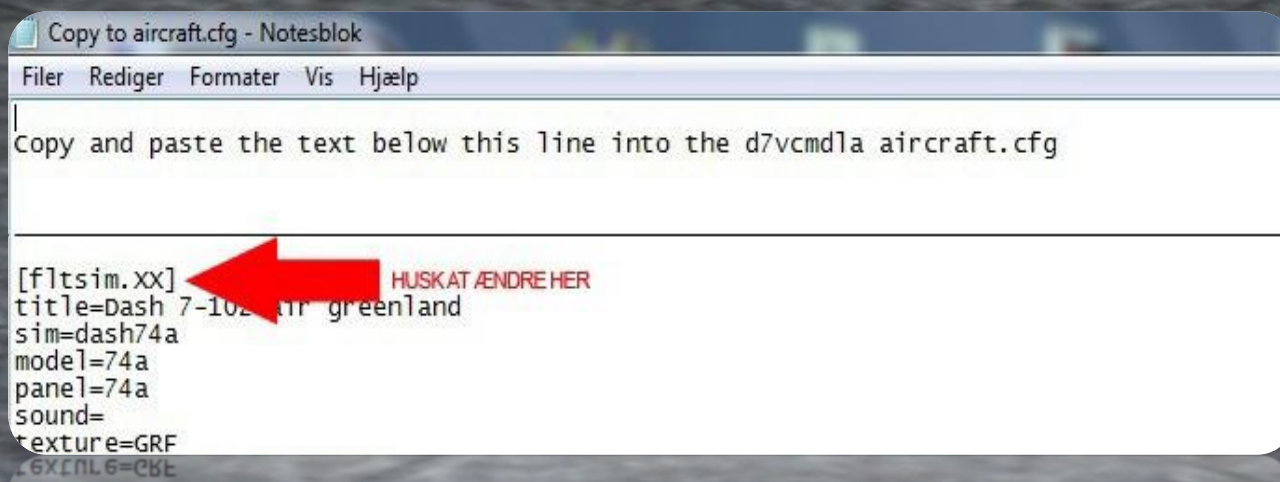 Copy to aircraft.cfg - Notesblok
Filer Rediger Formater Vis Hjælp
Copy and paste the text below this line into the d7vcmdla aircraft.cfg
[fltsim.XX] HUSK AT ÆNDRE HER
title=Dash 7-102 air greenland
sim=dash74a
model=74a
panel=74a
sound=
texture=GRF